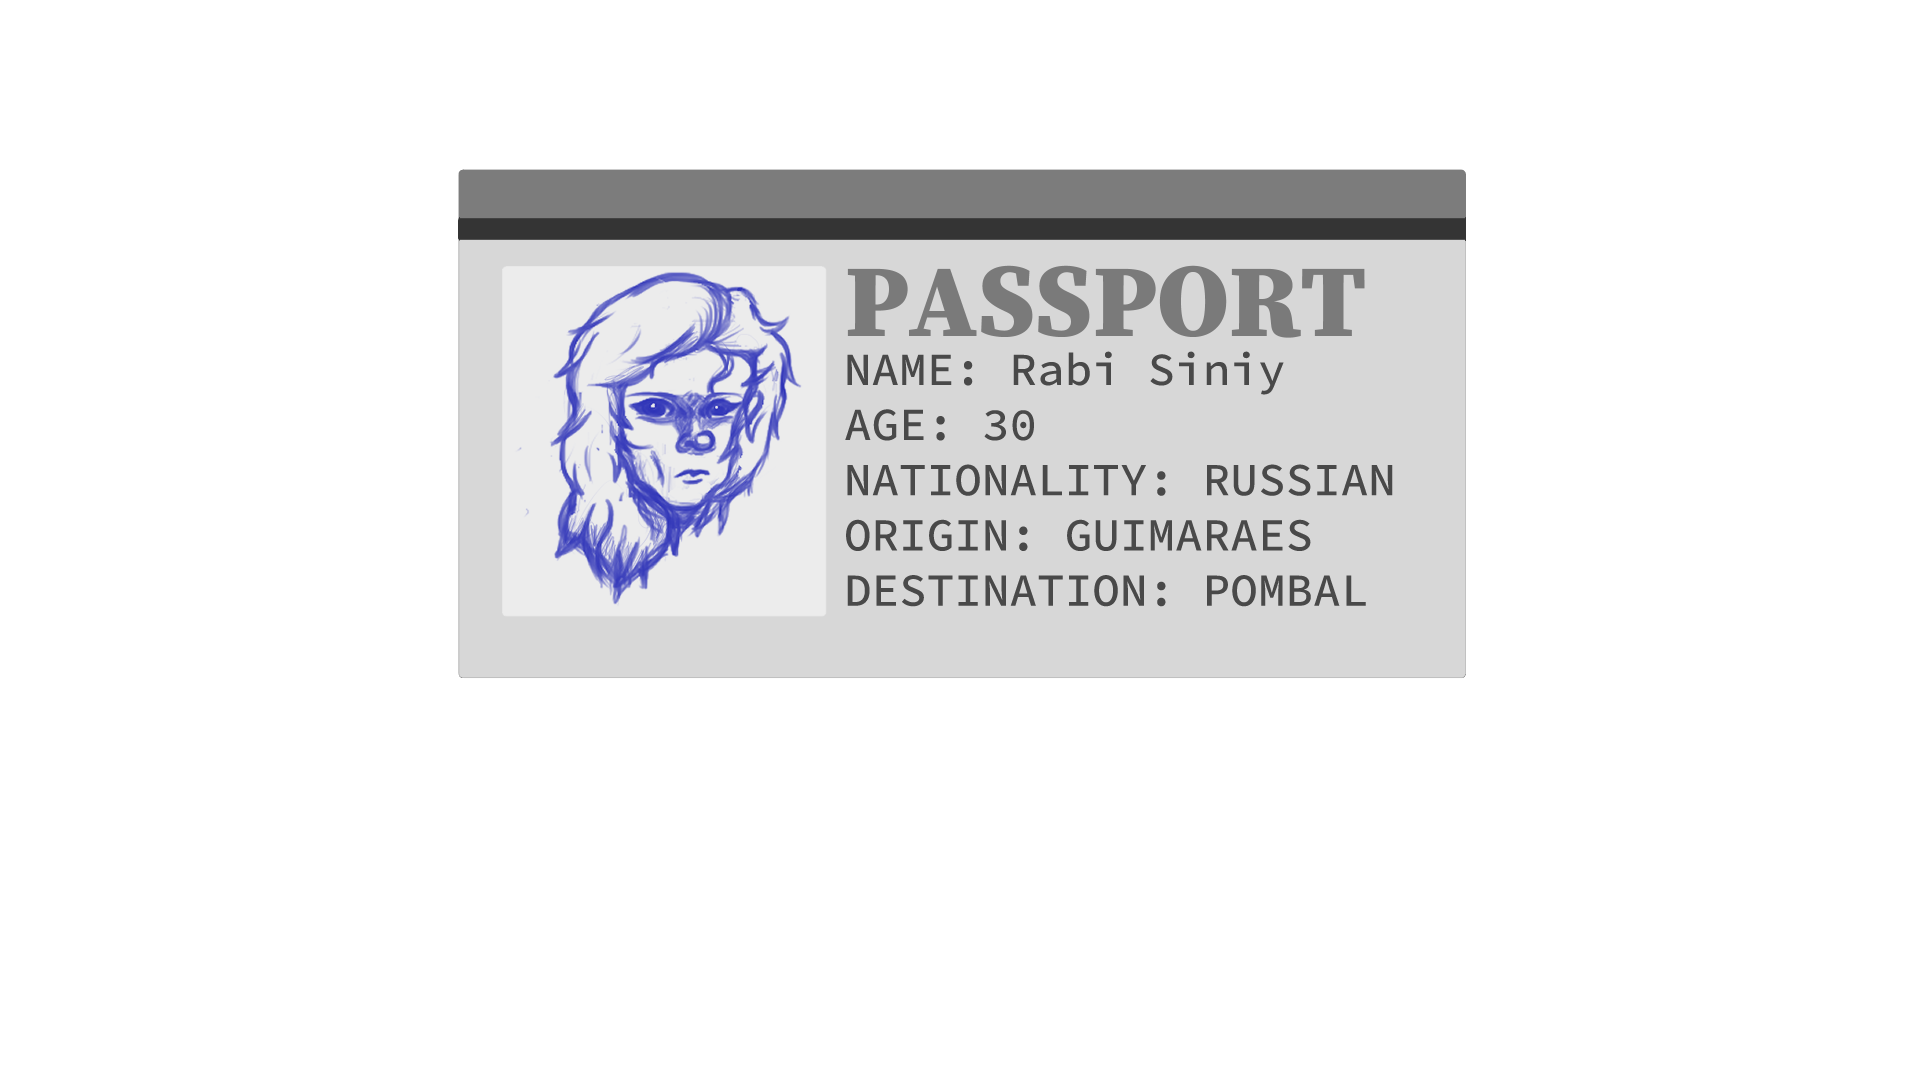 PASSPORT
NAME: Rabi Siniy
AGE: 30
NATIONALITY: RUSSIAN
ORIGIN: GUIMARAES
DESTINATION: POMBAL